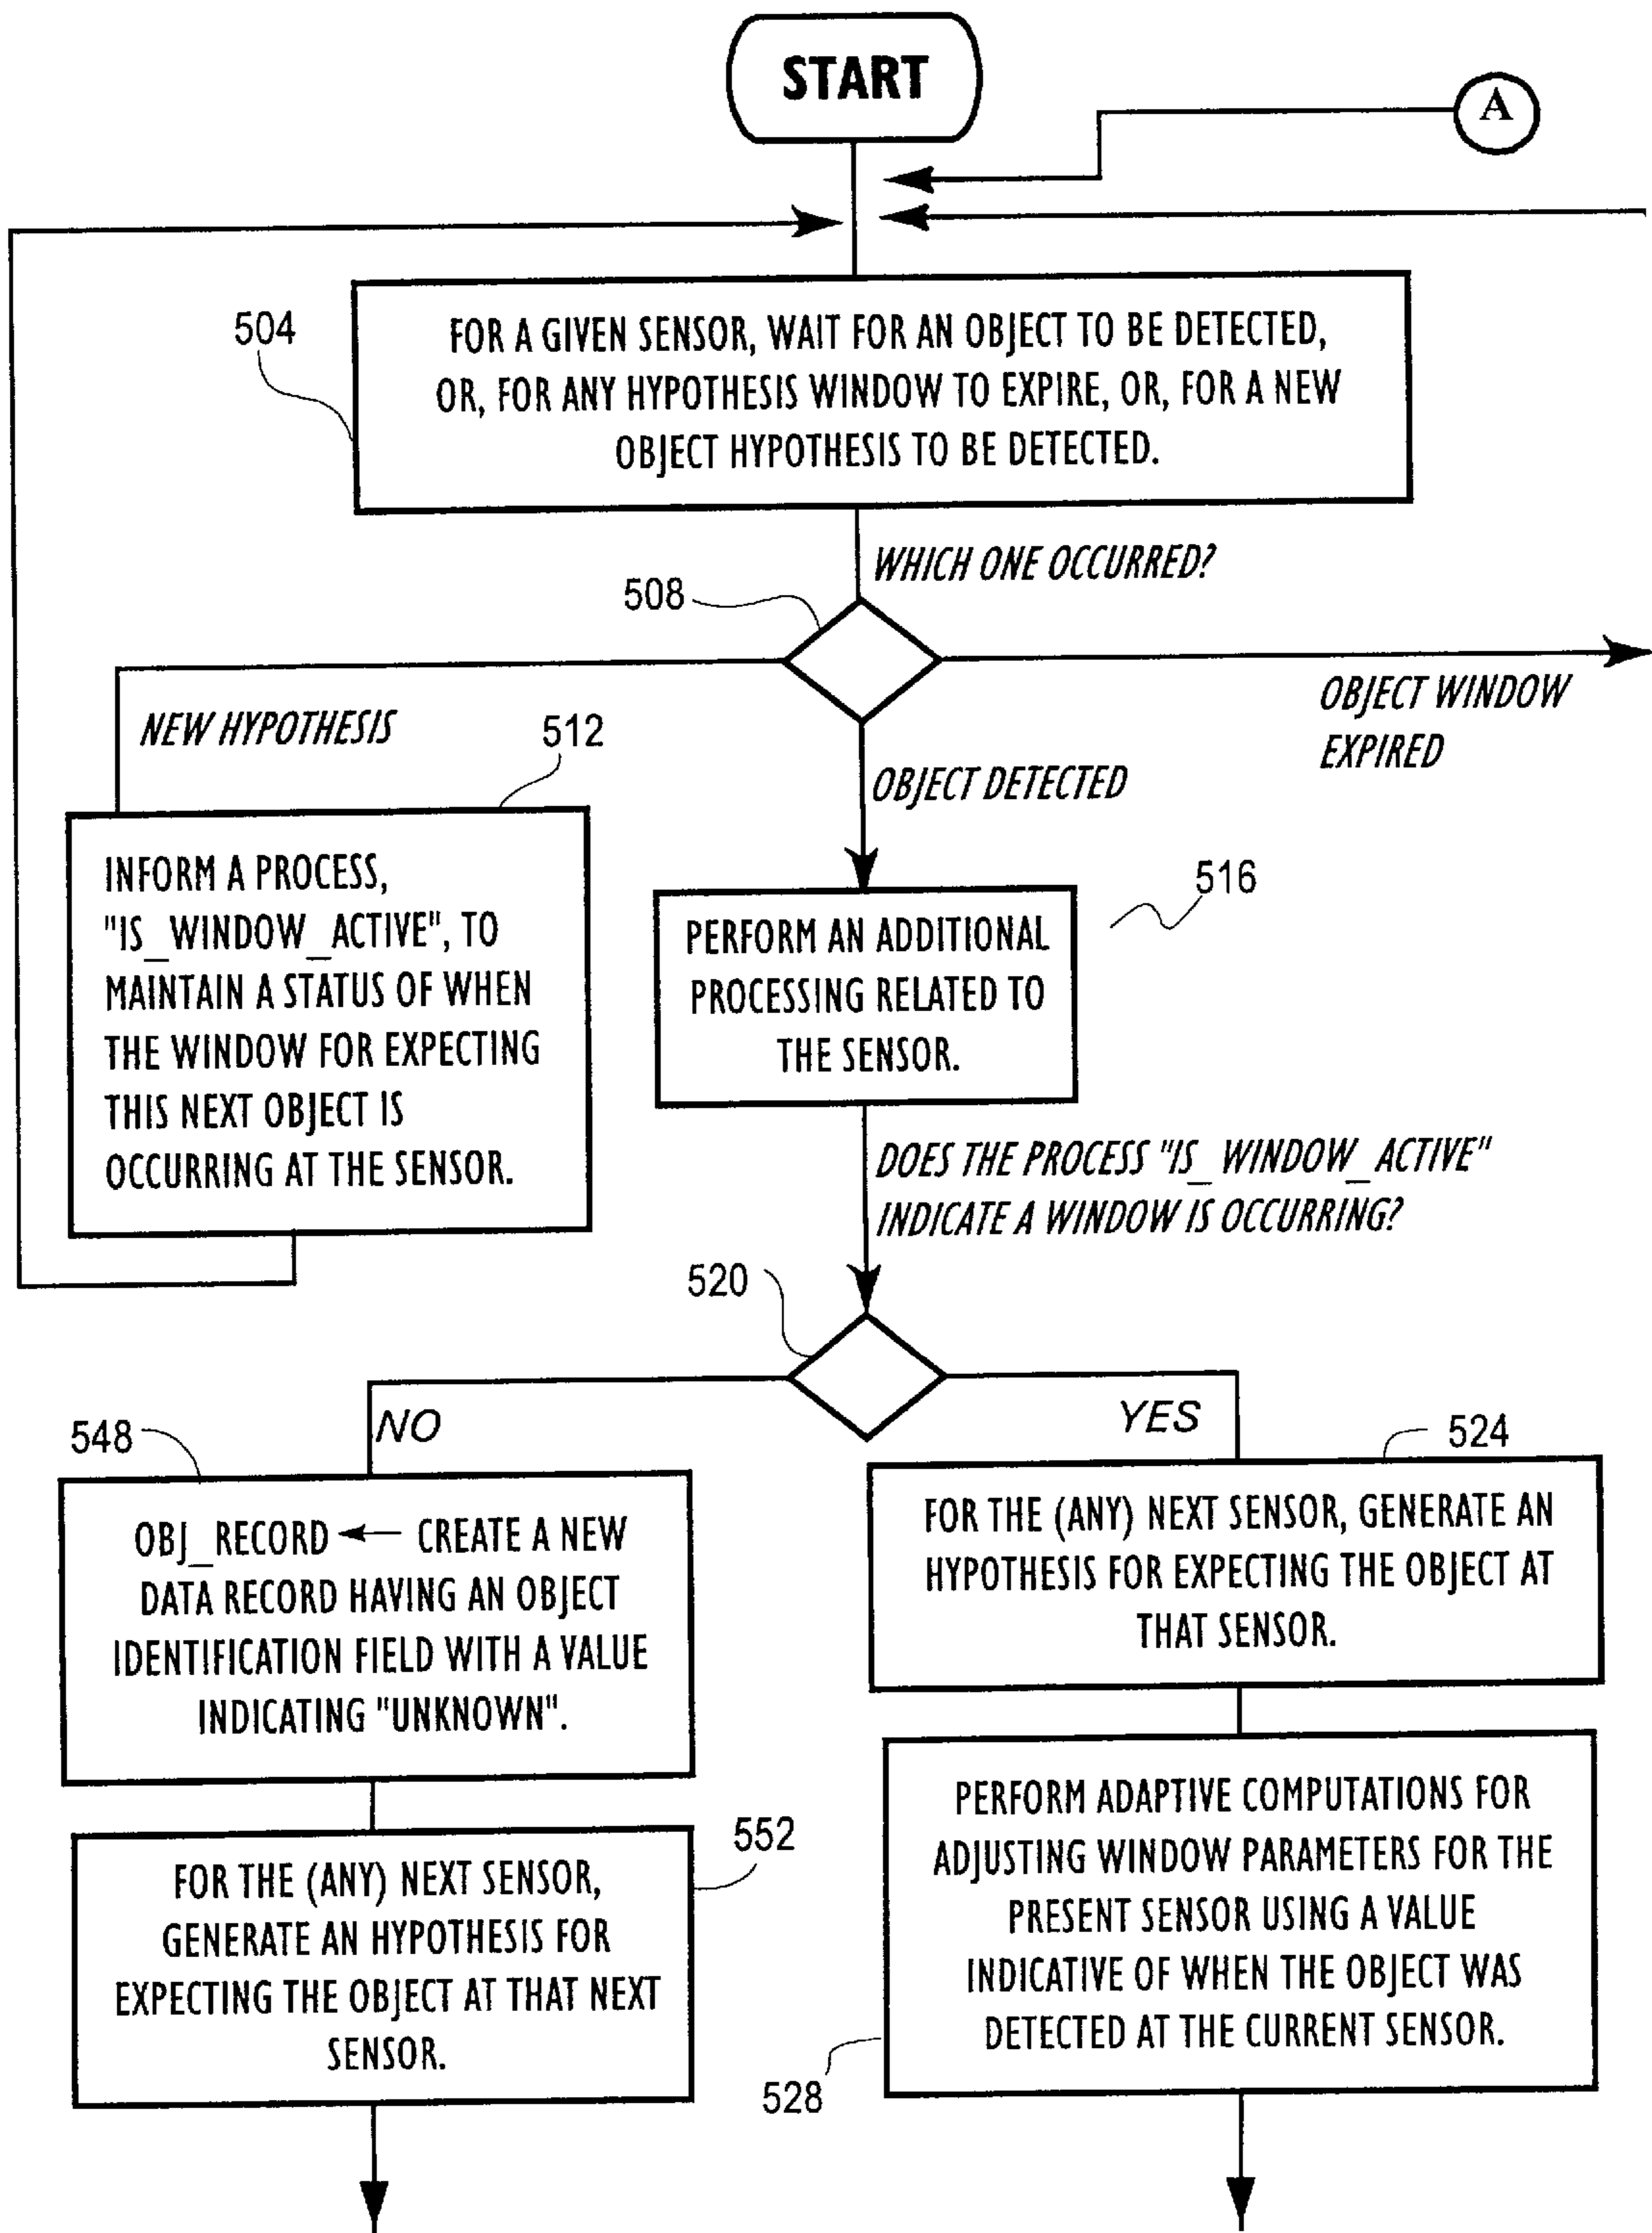 START
A
504
FOR A GIVEN SENSOR, WAIT FOR AN OBJECT TO BE DETECTED,
OR, FOR ANY HYPOTHESIS WINDOW TO EXPIRE, OR, FOR A NEW
OBJECT HYPOTHESIS TO BE DETECTED.
WHICH ONE OCCURRED?
508
NEW HYPOTHESIS
OBJECT WINDOW
EXPIRED
OBJECT DETECTED
512
INFORM A PROCESS,
"IS_WINDOW_ACTIVE", TO
MAINTAIN A STATUS OF WHEN
THE WINDOW FOR EXPECTING
THIS NEXT OBJECT IS
OCCURRING AT THE SENSOR.
516
PERFORM AN ADDITIONAL
PROCESSING RELATED TO
THE SENSOR.
DOES THE PROCESS "IS_WINDOW_ACTIVE"
INDICATE A WINDOW IS OCCURRING?
520
NO
YES
548
OBJ_RECORD ← CREATE A NEW
DATA RECORD HAVING AN OBJECT
IDENTIFICATION FIELD WITH A VALUE
INDICATING "UNKNOWN".
524
FOR THE (ANY) NEXT SENSOR, GENERATE AN
HYPOTHESIS FOR EXPECTING THE OBJECT AT
THAT SENSOR.
552
FOR THE (ANY) NEXT SENSOR,
GENERATE AN HYPOTHESIS FOR
EXPECTING THE OBJECT AT THAT NEXT
SENSOR.
PERFORM ADAPTIVE COMPUTATIONS FOR
ADJUSTING WINDOW PARAMETERS FOR THE
PRESENT SENSOR USING A VALUE
INDICATIVE OF WHEN THE OBJECT WAS
DETECTED AT THE CURRENT SENSOR.
528